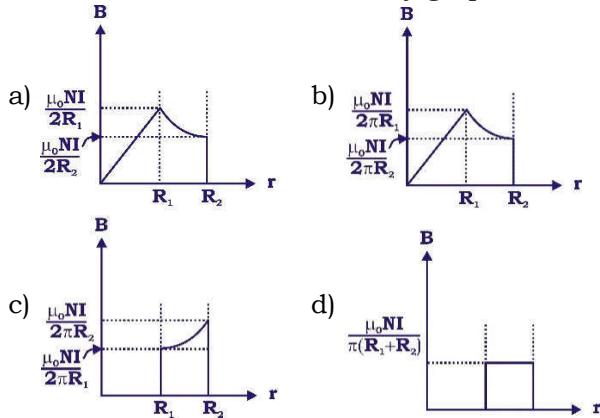 a)
B
μ₀NI
2R₁
μ₀NI
2R₂
R₁
R₂
r
b)
B
μ₀NI
2πR₁
μ₀NI
2πR₂
R₁
R₂
r
c)
B
μ₀NI
2πR₂
μ₀NI
2πR₁
R₁
R₂
r
d)
B
μ₀NI
π(R₁+R₂)
r